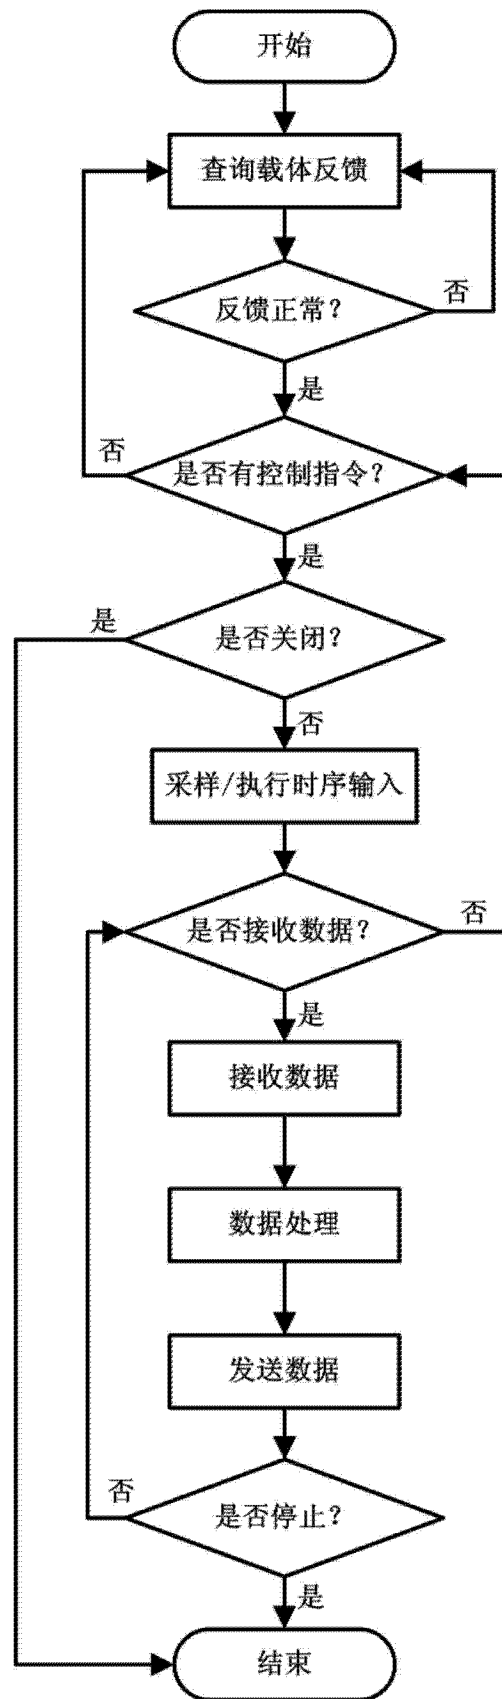 开始
查询载体反馈
反馈正常？
否
是
否
是否有控制指令？
是
是
是否关闭？
否
采样/执行时序输入
是否接收数据？
否
是
接收数据
数据处理
发送数据
否
是否停止？
是
结束